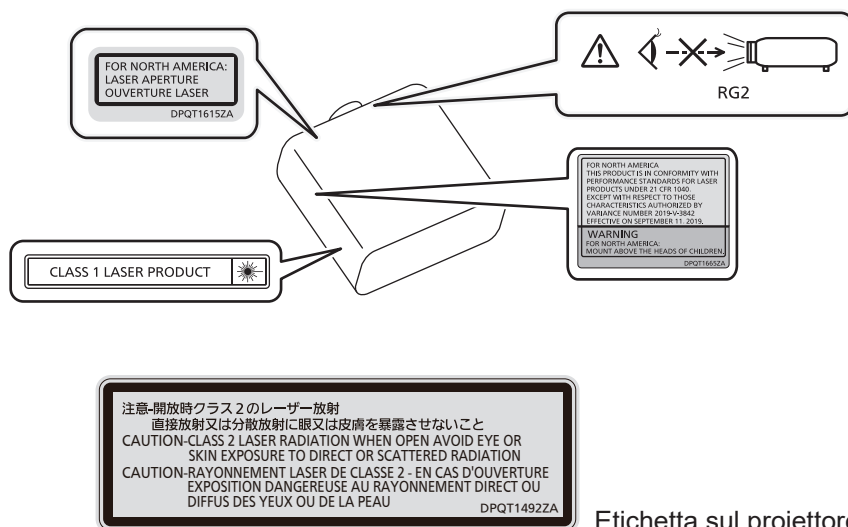 FOR NORTH AMERICA:
LASER APERTURE
OUVERTURE LASER
DPQT1615ZA
RG2
FOR NORTH AMERICA
THIS PRODUCT IS IN CONFORMITY WITH
PERFORMANCE STANDARDS FOR LASER
PRODUCTS UNDER 21 CFR 1040.
EXCEPT WITH RESPECT TO THOSE
CHARACTERISTICS AUTHORIZED BY
VARIANCE NUMBER 2019-V-3842
EFFECTIVE ON SEPTEMBER 11. 2019.
WARNING
FOR NORTH AMERICA:
MOUNT ABOVE THE HEADS OF CHILDREN.
DPQT1665ZA
CLASS 1 LASER PRODUCT
注意-開放時クラス2のレーザー放射
直接放射又は分散放射に眼又は皮膚を暴露させないこと
CAUTION-CLASS 2 LASER RADIATION WHEN OPEN AVOID EYE OR
SKIN EXPOSURE TO DIRECT OR SCATTERED RADIATION
CAUTION-RAYONNEMENT LASER DE CLASSE 2 - EN CAS D'OUVERTURE
EXPOSITION DANGEREUSE AU RAYONNEMENT DIRECT OU
DIFFUS DES YEUX OU DE LA PEAU
DPQT1492ZA
Etichetta sul proiettore